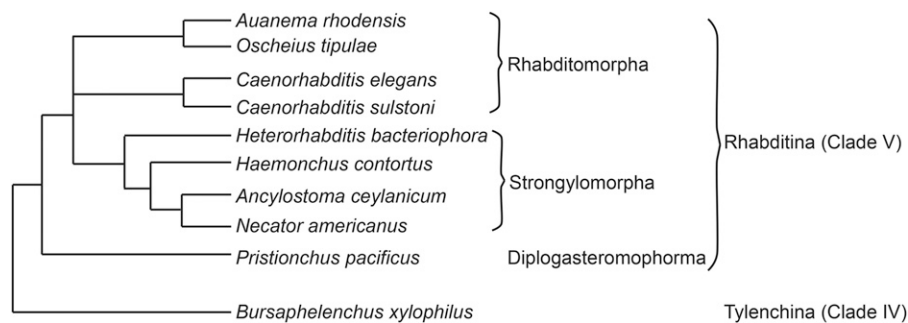 Auanema rhodensis
Oscheius tipulae
Rhabditomorpha
Caenorhabditis elegans
Caenorhabditis sulstoni
Heterorhabditis bacteriophora
Rhabditina (Clade V)
Haemonchus contortus
Strongylomorpha
Ancylostoma ceylanicum
Necator americanus
Pristionchus pacificus
Diplogasteromophorma
Bursaphelenchus xylophilus
Tylenchina (Clade IV)